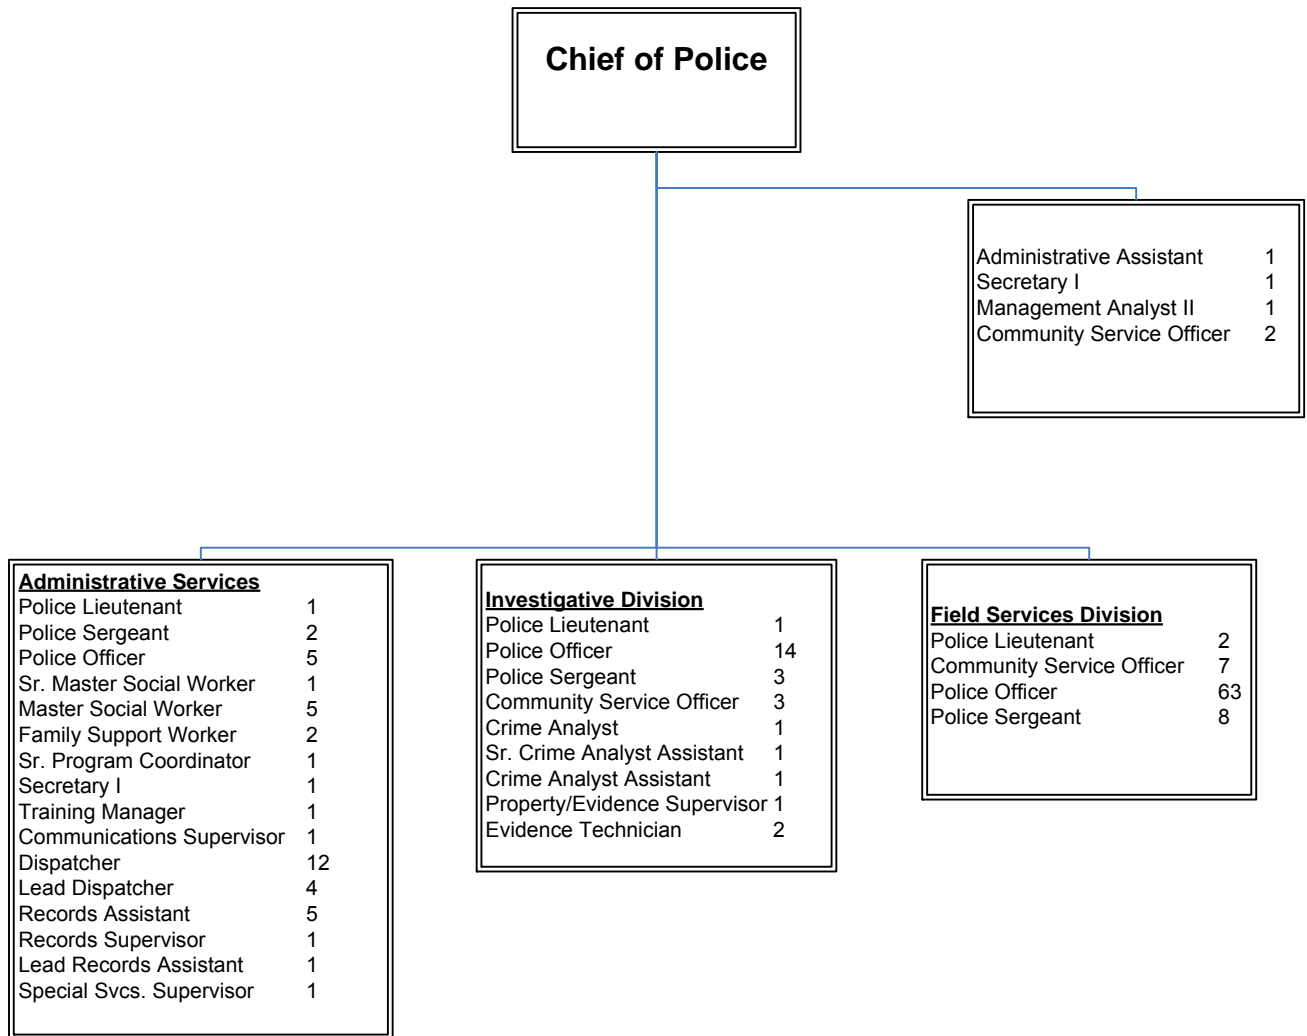 Chief of Police
Administrative Assistant 1
Secretary I 1
Management Analyst II 1
Community Service Officer 2
Administrative Services
Police Lieutenant 1
Police Sergeant 2
Police Officer 5
Sr. Master Social Worker 1
Master Social Worker 5
Family Support Worker 2
Sr. Program Coordinator 1
Secretary I 1
Training Manager 1
Communications Supervisor 1
Dispatcher 12
Lead Dispatcher 4
Records Assistant 5
Records Supervisor 1
Lead Records Assistant 1
Special Svcs. Supervisor 1
Investigative Division
Police Lieutenant 1
Police Officer 14
Police Sergeant 3
Community Service Officer 3
Crime Analyst 1
Sr. Crime Analyst Assistant 1
Crime Analyst Assistant 1
Property/Evidence Supervisor 1
Evidence Technician 2
Field Services Division
Police Lieutenant 2
Community Service Officer 7
Police Officer 63
Police Sergeant 8